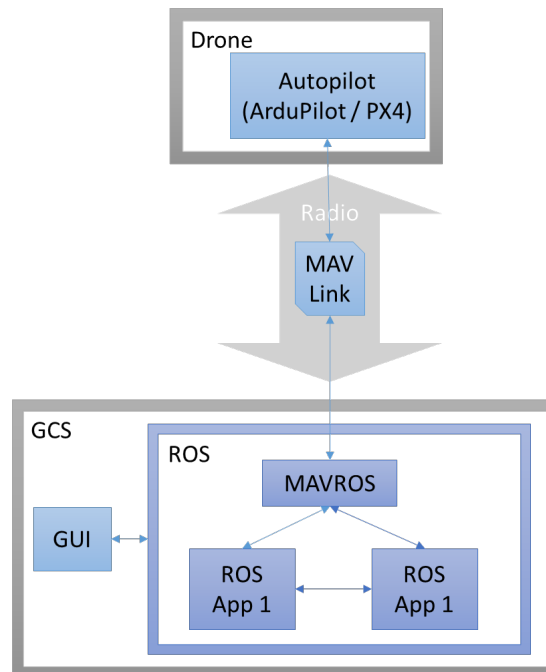 Drone
Autopilot
(ArduPilot / PX4)
Radio
MAV
Link
GCS
ROS
MAVROS
GUI
ROS
App 1
ROS
App 1